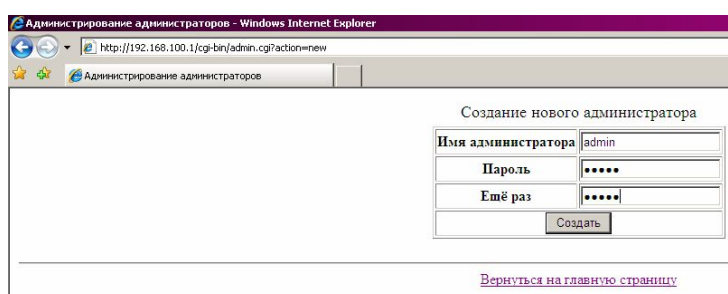 Администрирование администраторов - Windows Internet Explorer
http://192.168.100.1/cgi-bin/admin.cgi?action=new
Администрирование администраторов
Создание нового администратора
Имя администратора admin
Пароль •••••
Ещё раз •••••
Создать
Вернуться на главную страницу